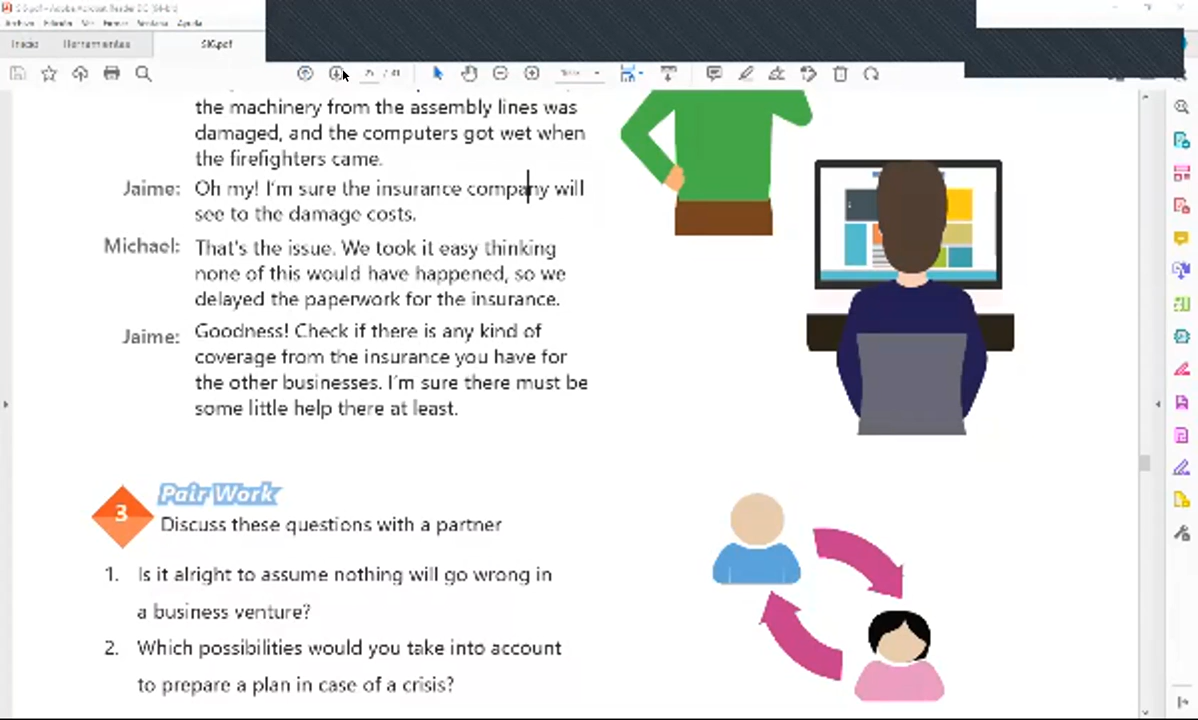 Inicio Herramientas SIG.pdf
the machinery from the assembly lines was
damaged, and the computers got wet when
the firefighters came.
Jaime: Oh my! I'm sure the insurance company will
see to the damage costs.
Michael: That's the issue. We took it easy thinking
none of this would have happened, so we
delayed the paperwork for the insurance.
Jaime: Goodness! Check if there is any kind of
coverage from the insurance you have for
the other businesses. I'm sure there must be
some little help there at least.
3 Pair Work
Discuss these questions with a partner
1. Is it alright to assume nothing will go wrong in
a business venture?
2. Which possibilities would you take into account
to prepare a plan in case of a crisis?